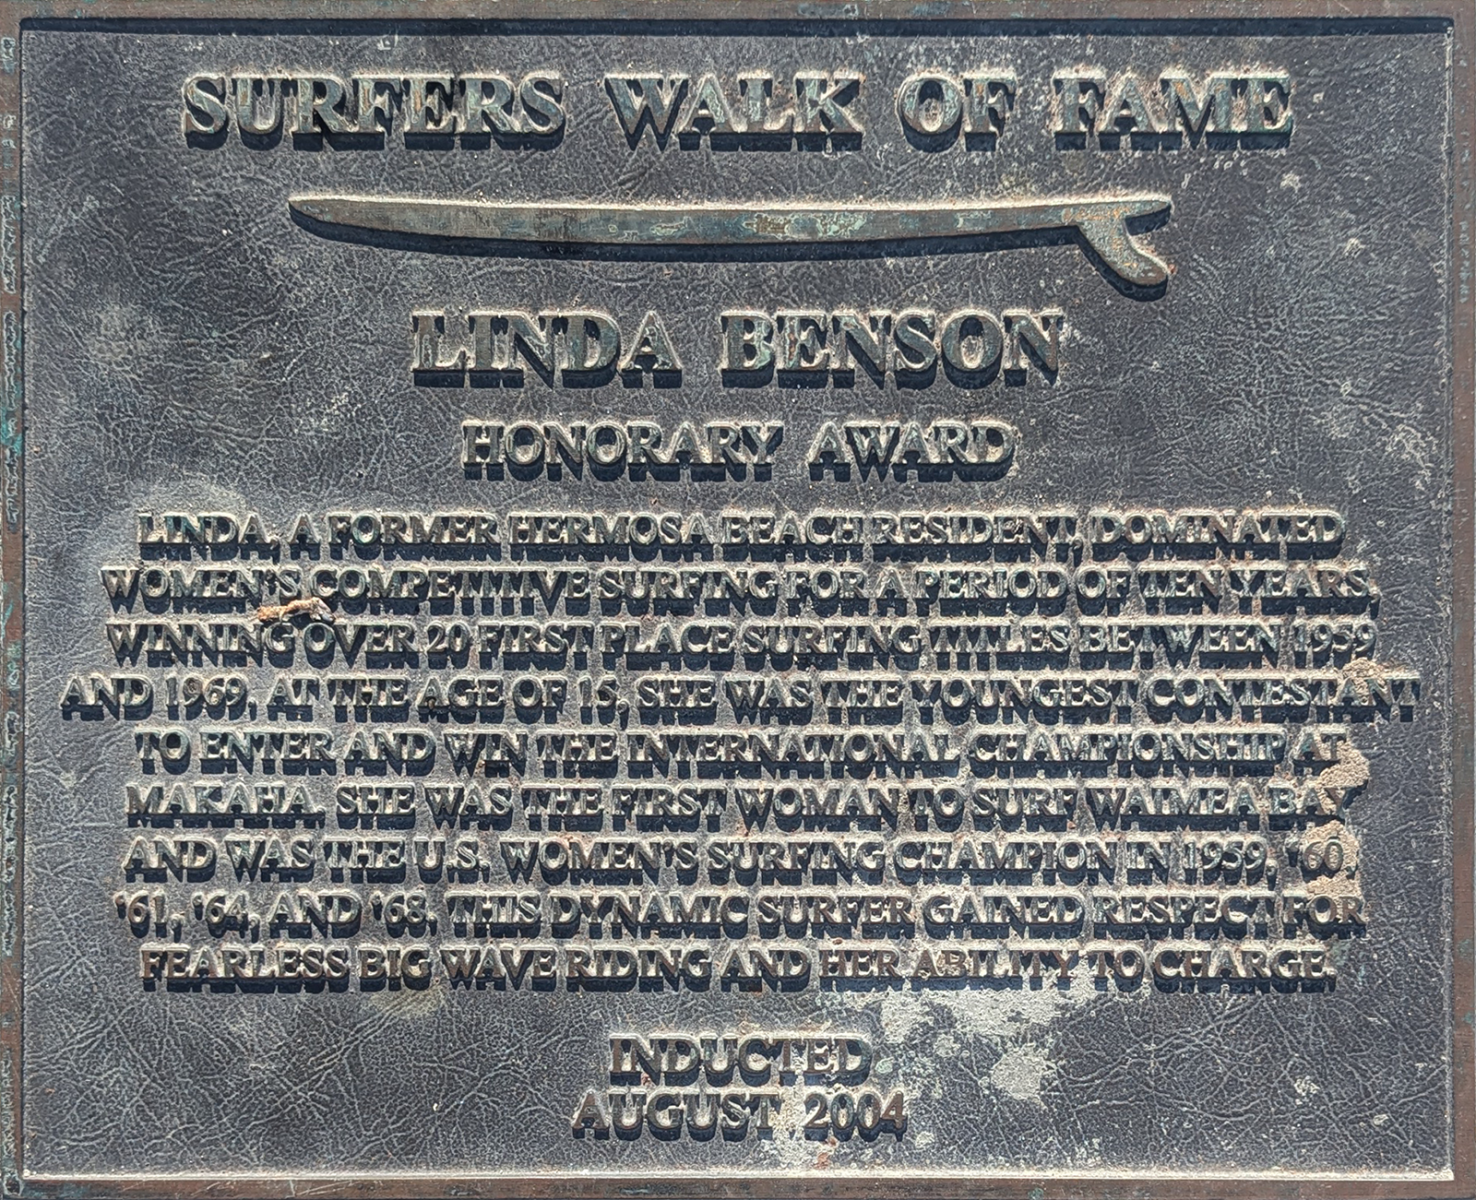 SURFERS WALK OF FAME
LINDA BENSON
HONORARY AWARD
LINDA, A FORMER HERMOSA BEACH RESIDENT, DOMINATED
WOMEN'S COMPETITIVE SURFING FOR A PERIOD OF TEN YEARS,
WINNING OVER 20 FIRST PLACE SURFING TITLES BETWEEN 1959
AND 1969. AT THE AGE OF 15, SHE WAS THE YOUNGEST CONTESTANT
TO ENTER AND WIN THE INTERNATIONAL CHAMPIONSHIP AT
MAKAHA. SHE WAS THE FIRST WOMAN TO SURF WAIMEA BAY
AND WAS THE U.S. WOMEN'S SURFING CHAMPION IN 1959, '60,
'61, '64, AND '68. THIS DYNAMIC SURFER GAINED RESPECT FOR
FEARLESS BIG WAVE RIDING AND HER ABILITY TO CHARGE.
INDUCTED
AUGUST 2004